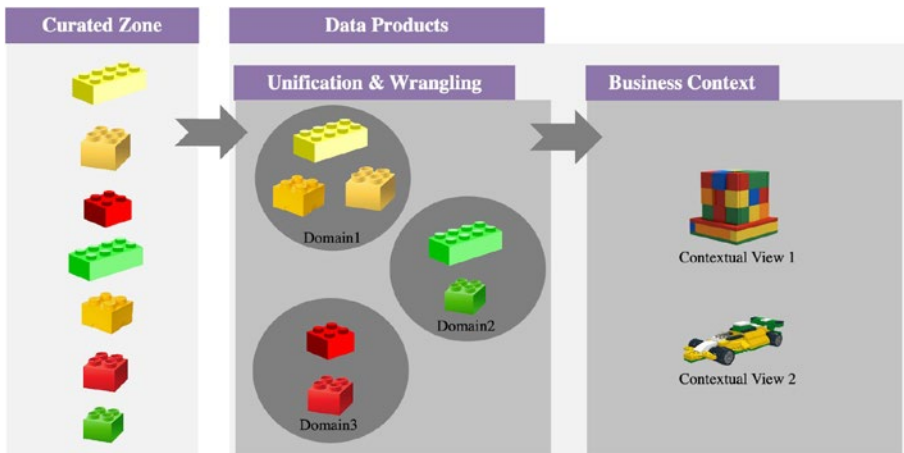 Curated Zone
Data Products
Unification & Wrangling
Business Context
Domain1
Domain2
Domain3
Contextual View 1
Contextual View 2